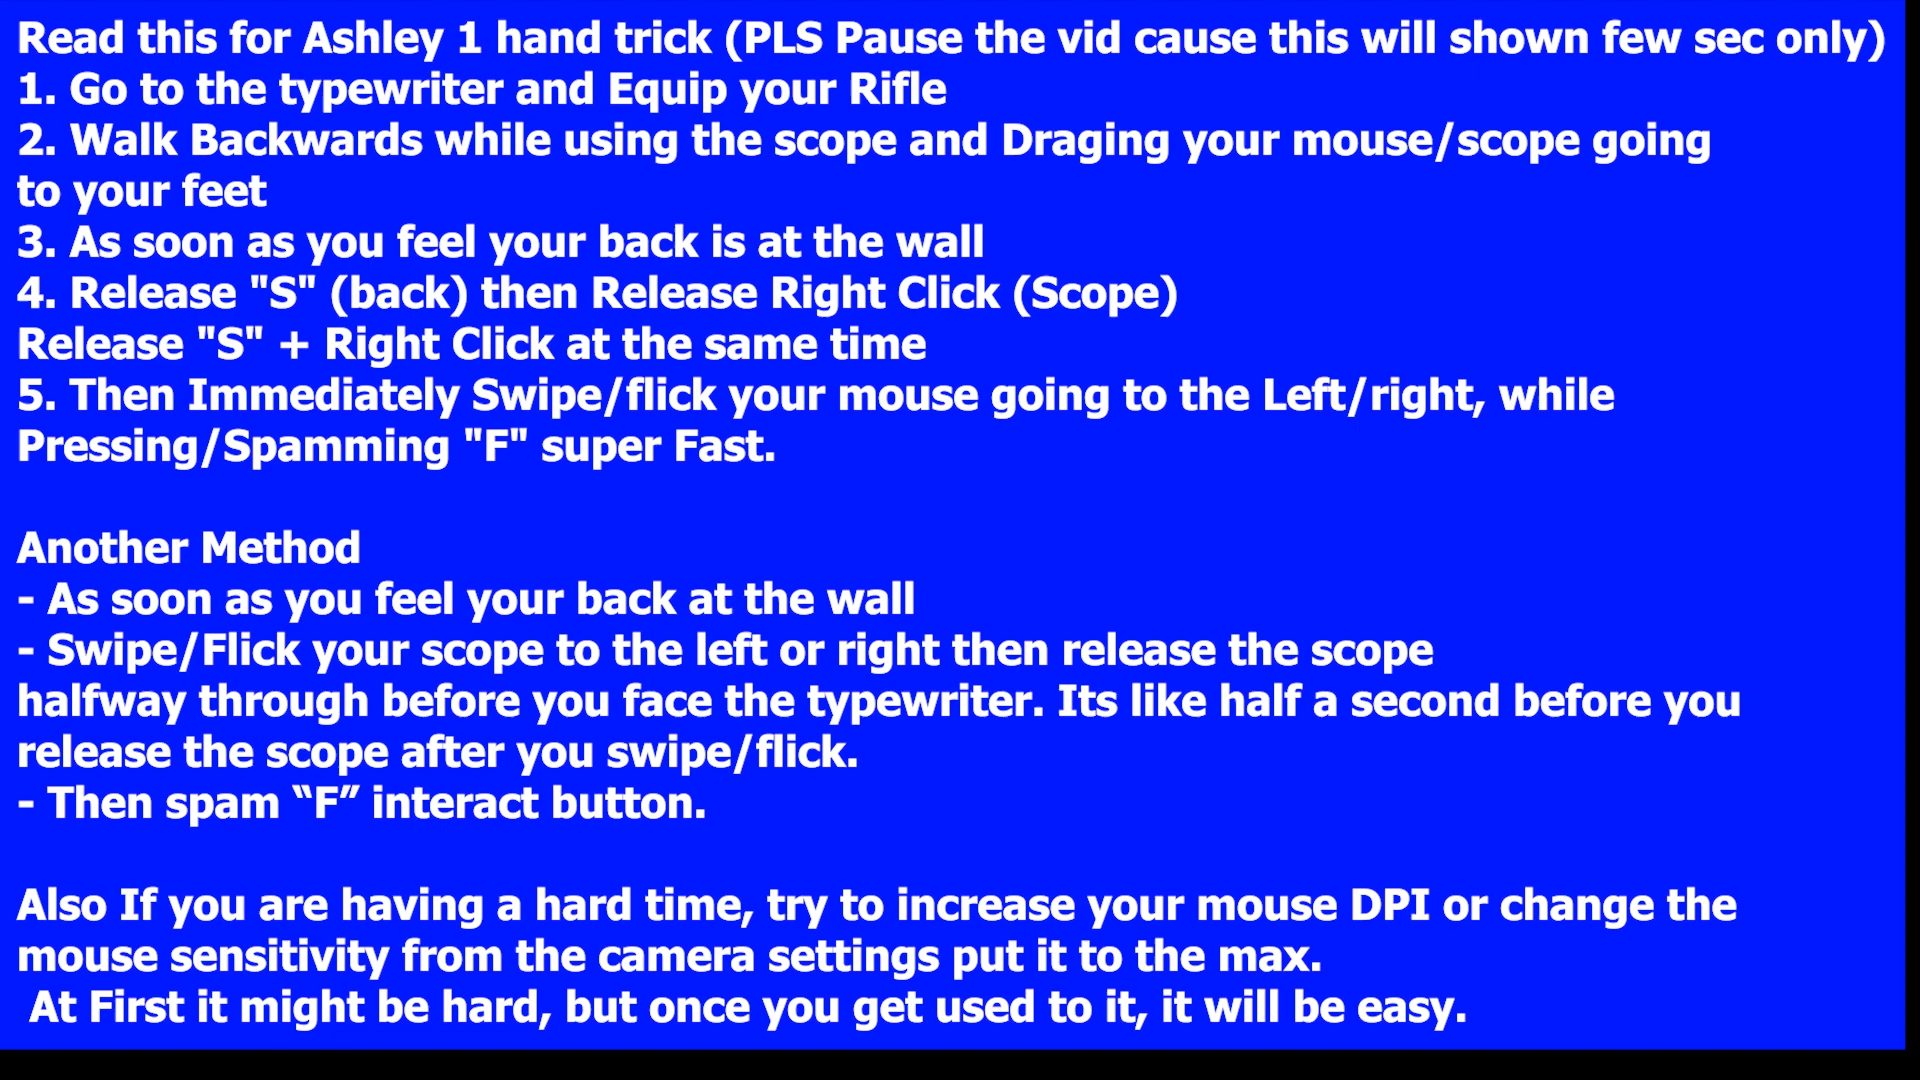 Read this for Ashley 1 hand trick (PLS Pause the vid cause this will shown few sec only)
1. Go to the typewriter and Equip your Rifle
2. Walk Backwards while using the scope and Draging your mouse/scope going
to your feet
3. As soon as you feel your back is at the wall
4. Release "S" (back) then Release Right Click (Scope)
Release "S" + Right Click at the same time
5. Then Immediately Swipe/flick your mouse going to the Left/right, while
Pressing/Spamming "F" super Fast.
Another Method
- As soon as you feel your back at the wall
- Swipe/Flick your scope to the left or right then release the scope
halfway through before you face the typewriter. Its like half a second before you
release the scope after you swipe/flick.
- Then spam “F” interact button.
Also If you are having a hard time, try to increase your mouse DPI or change the
mouse sensitivity from the camera settings put it to the max.
At First it might be hard, but once you get used to it, it will be easy.